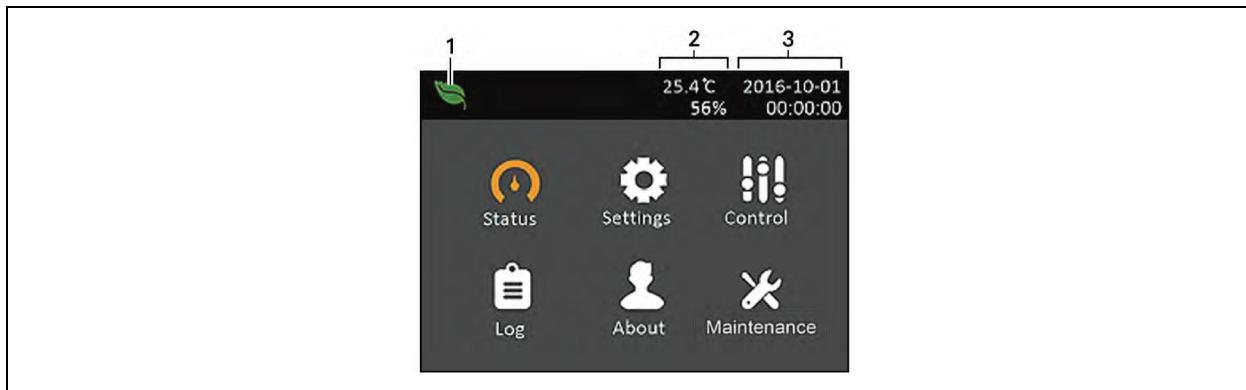 1 2 3
25.4℃ 2016-10-01
56% 00:00:00
Status Settings Control
Log About Maintenance